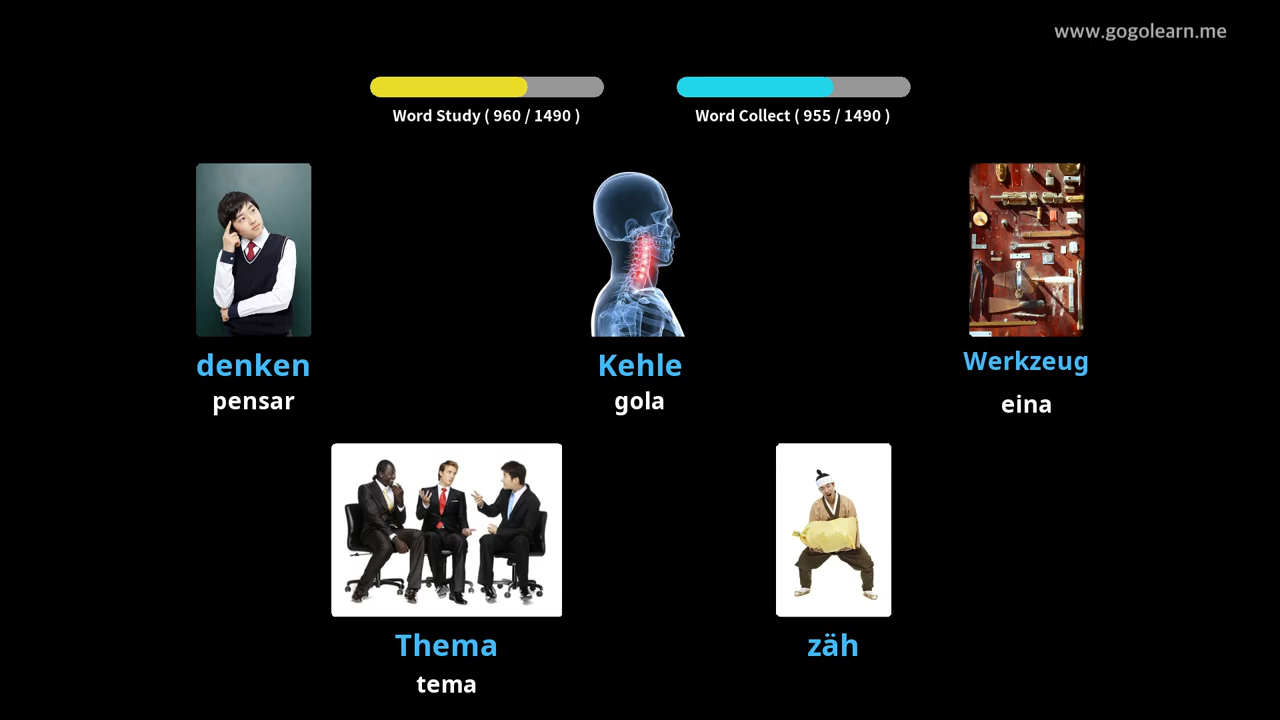 www.gogolearn.me
Word Study ( 960 / 1490 )
Word Collect ( 955 / 1490 )
denken
pensar
Kehle
gola
Werkzeug
eina
Thema
tema
zäh